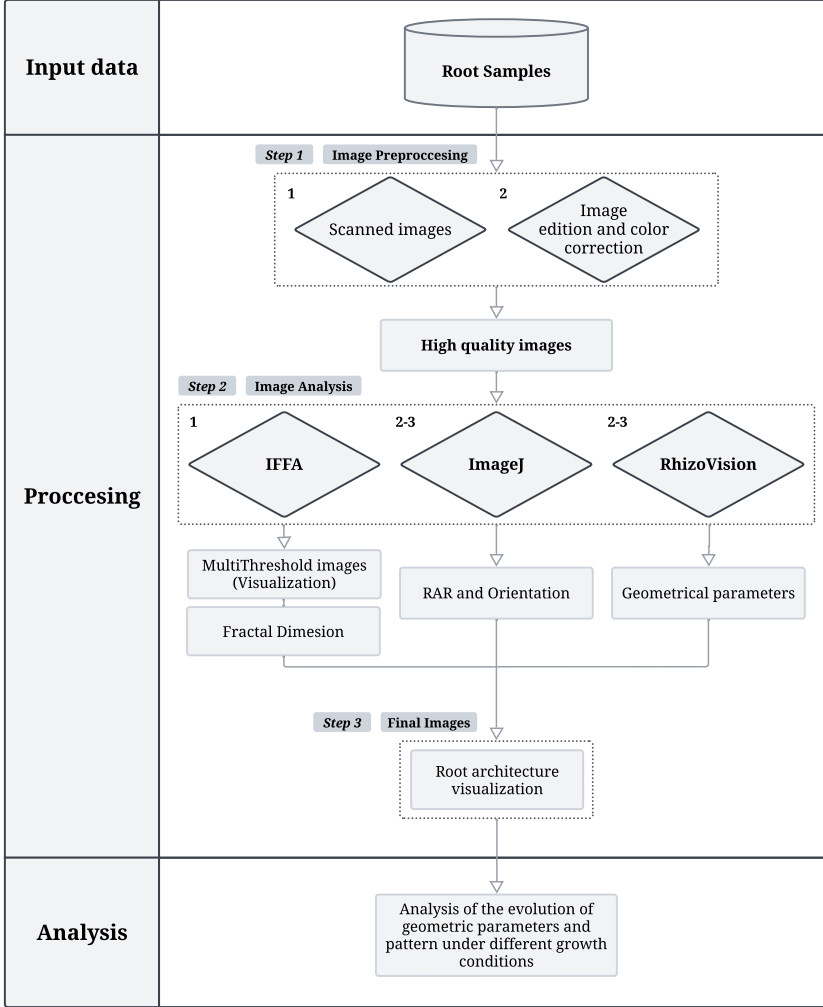 Input data
Root Samples
Proccesing
Step 1
Image Preproccesing
1
Scanned images
2
Image
edition and color
correction
High quality images
Step 2
Image Analysis
1
IFFA
2-3
ImageJ
2-3
RhizoVision
MultiThreshold images
(Visualization)
Fractal Dimesion
RAR and Orientation
Geometrical parameters
Step 3
Final Images
Root architecture
visualization
Analysis
Analysis of the evolution of
geometric parameters and
pattern under different growth
conditions